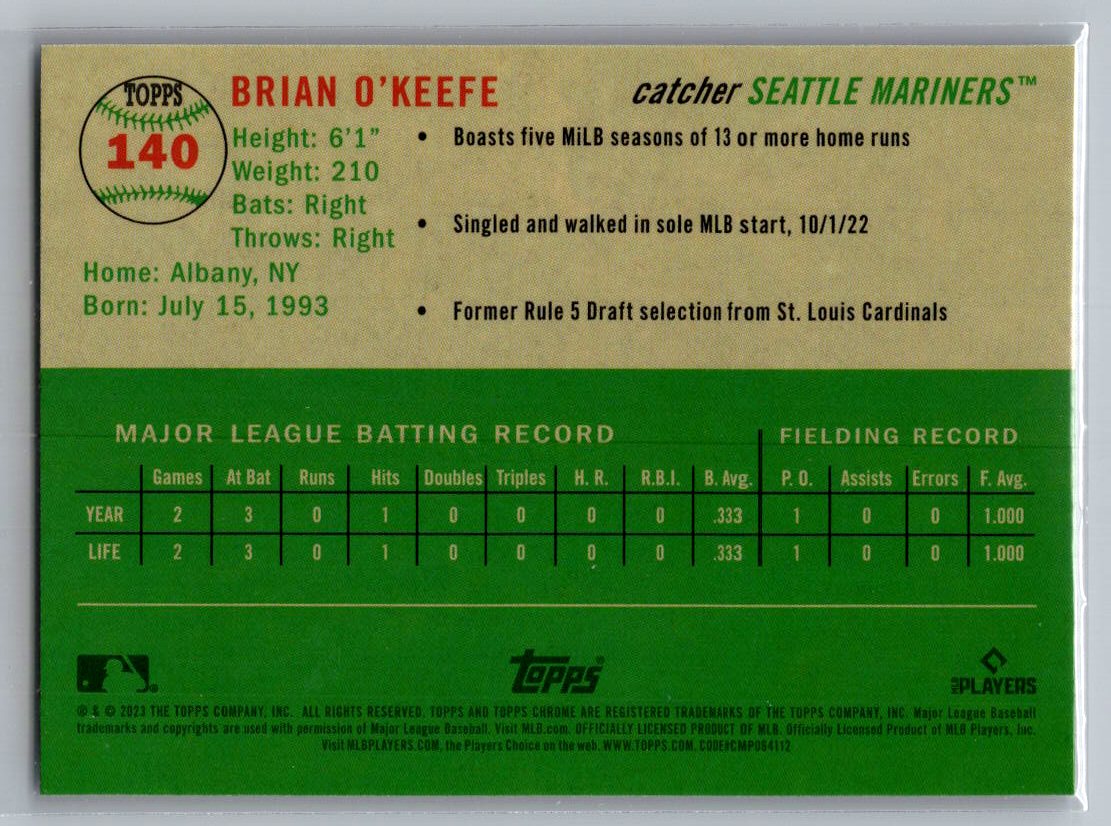 TOPPS
140
BRIAN O'KEEFE
catcher SEATTLE MARINERS™
Height: 6'1"
Weight: 210
Bats: Right
Throws: Right
Home: Albany, NY
Born: July 15, 1993
• Boasts five MiLB seasons of 13 or more home runs
• Singled and walked in sole MLB start, 10/1/22
• Former Rule 5 Draft selection from St. Louis Cardinals
MAJOR LEAGUE BATTING RECORD FIELDING RECORD
Games At Bat Runs Hits Doubles Triples H. R. R.B.I. B. Avg. P. O. Assists Errors F. Avg.
YEAR 2 3 0 1 0 0 0 0 .333 1 0 0 1.000
LIFE 2 3 0 1 0 0 0 0 .333 1 0 0 1.000
topps
MLB PLAYERS
® & © 2023 THE TOPPS COMPANY, INC. ALL RIGHTS RESERVED. TOPPS AND TOPPS CHROME ARE REGISTERED TRADEMARKS OF THE TOPPS COMPANY, INC. Major League Baseball
trademarks and copyrights are used with permission of Major League Baseball. Visit MLB.com. OFFICIALLY LICENSED PRODUCT OF MLB. Officially Licensed Product of MLB Players, Inc.
Visit MLBPLAYERS.COM, the Players Choice on the web. WWW.TOPPS.COM. CODE#CMP084112